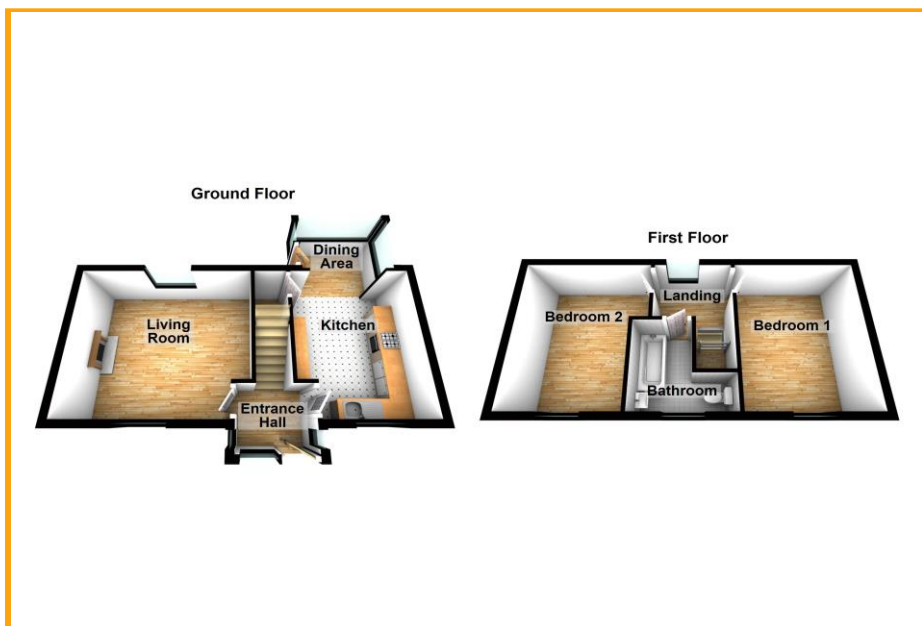 Ground Floor
Dining
Area
Living
Room
Kitchen
Entrance
Hall
First Floor
Landing
Bedroom 2
Bedroom 1
Bathroom